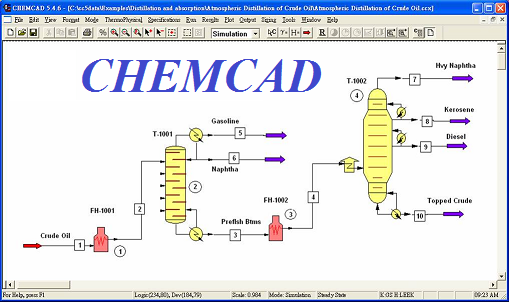 CHEMCAD 5.4.6 - [C:\cc5data\Examples\Distillation and absorption\Atmospheric Distillation of Crude Oil\Atmospheric Distillation of Crude Oil.ccx]
File View Format Mode ThermoPhysical Specifications Run Results Plot Output Sizing Tools Window Help
Simulation
CHEMCAD
T-1002
Hvy Naphtha
4
7
Kerosene
8
Gasoline
T-1001
5
Diesel
9
6
Naphtha
2
2
FH-1002
4
FH-1001
3
Topped Crude
Prefish Btms
Crude Oil
10
3
1
1
For Help, press F1
Logic(234,80), Dev(184,79)
Scale: 0.984
Mode: Simulation
Steady State
K GS H LEEK
09:23 AM